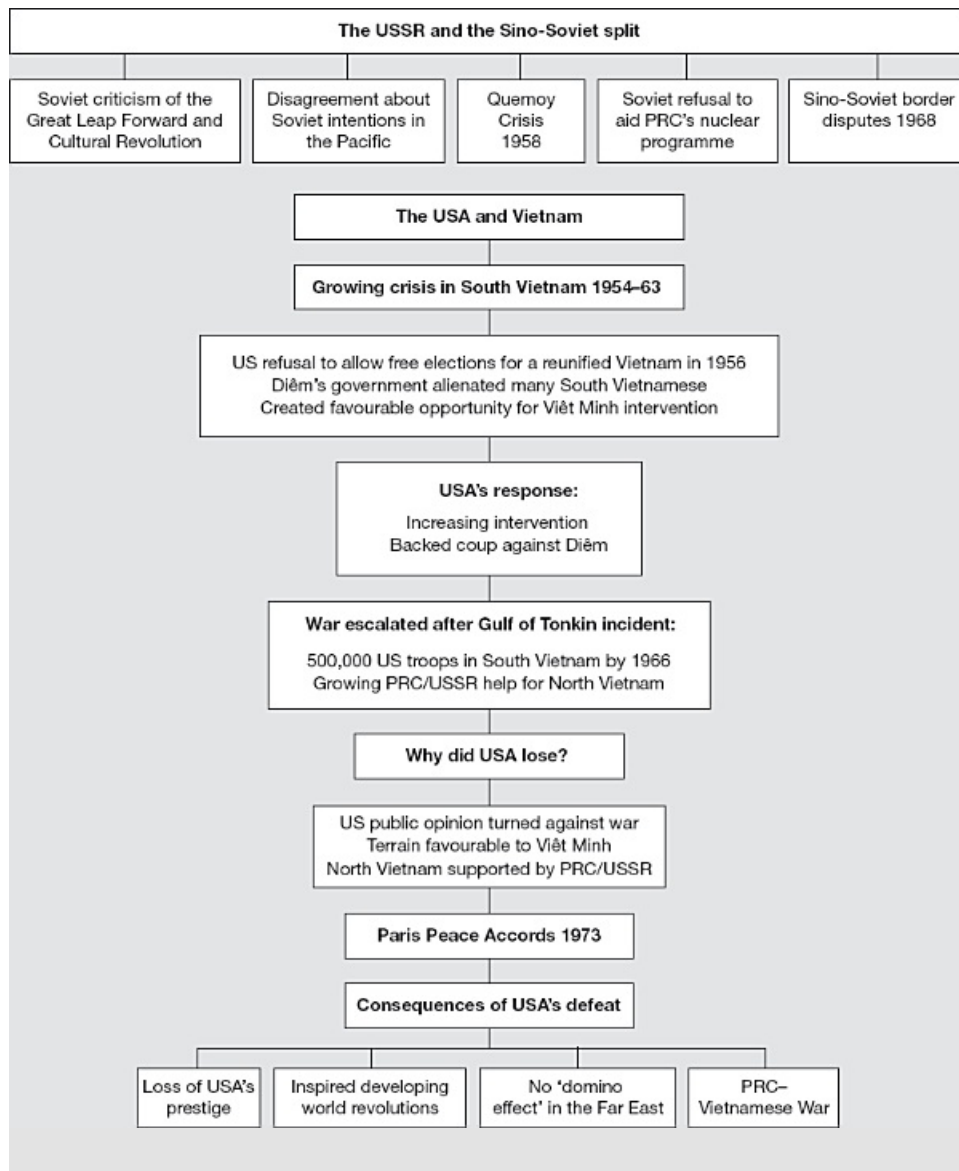 The USSR and the Sino-Soviet split
Soviet criticism of the
Great Leap Forward and
Cultural Revolution
Disagreement about
Soviet intentions in
the Pacific
Quemoy
Crisis
1958
Soviet refusal to
aid PRC's nuclear
programme
Sino-Soviet border
disputes 1968
The USA and Vietnam
Growing crisis in South Vietnam 1954–63
US refusal to allow free elections for a reunified Vietnam in 1956
Diêm's government alienated many South Vietnamese
Created favourable opportunity for Viêt Minh intervention
USA's response:
Increasing intervention
Backed coup against Diêm
War escalated after Gulf of Tonkin incident:
500,000 US troops in South Vietnam by 1966
Growing PRC/USSR help for North Vietnam
Why did USA lose?
US public opinion turned against war
Terrain favourable to Viêt Minh
North Vietnam supported by PRC/USSR
Paris Peace Accords 1973
Consequences of USA's defeat
Loss of USA's
prestige
Inspired developing
world revolutions
No 'domino
effect' in the Far East
PRC–
Vietnamese War